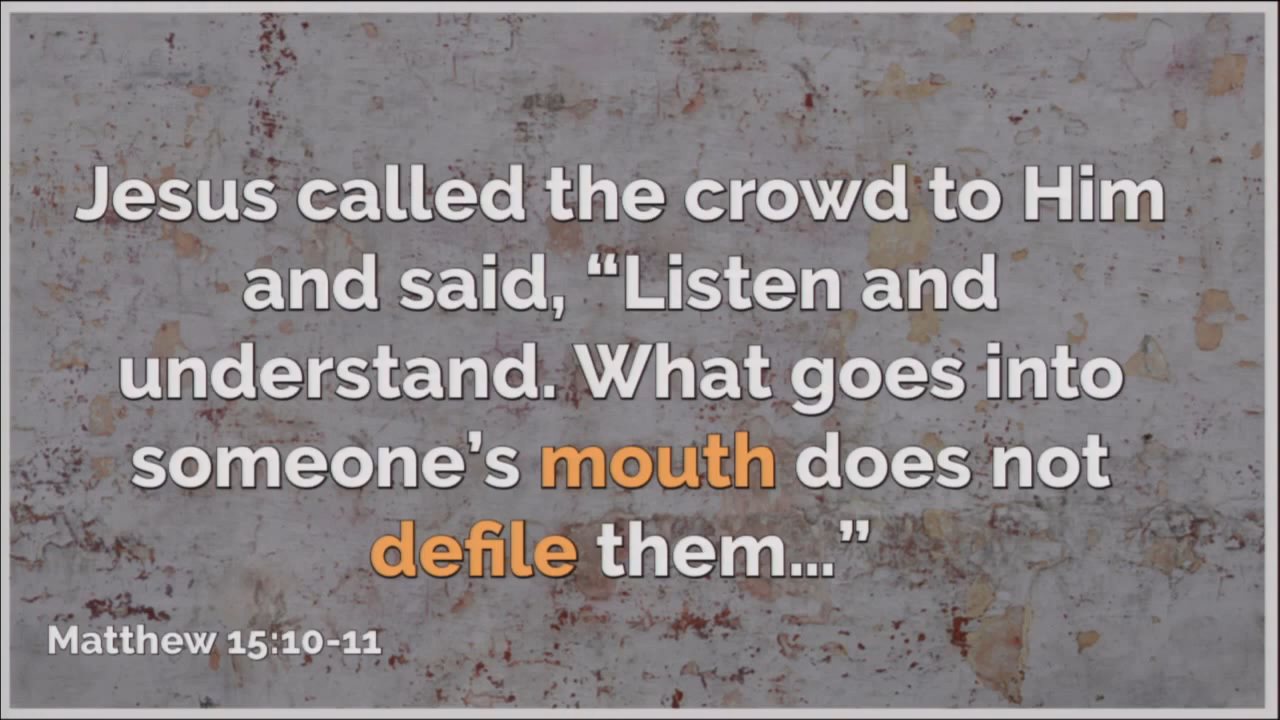 Jesus called the crowd to Him
and said, “Listen and
understand. What goes into
someone’s mouth does not
defile them...”
Matthew 15:10-11